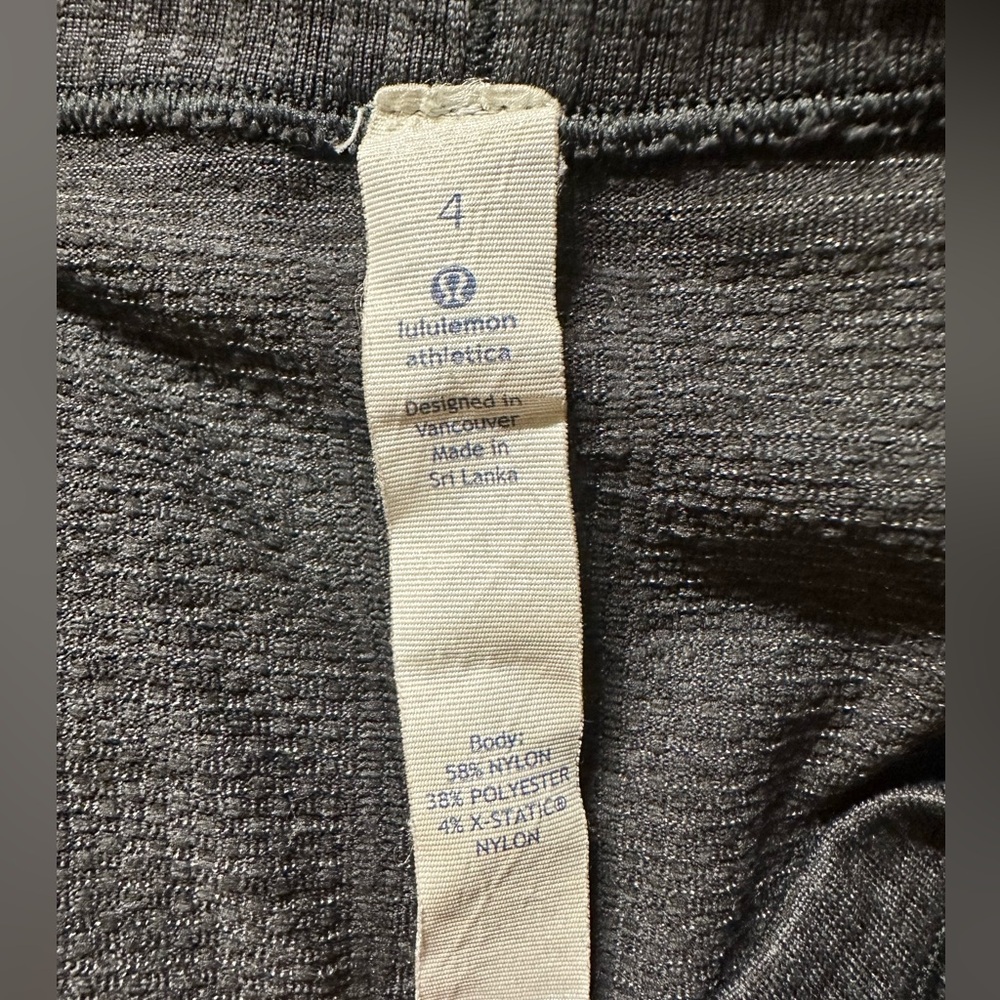 4
lululemon
athletica
Designed in
Vancouver
Made in
Sri Lanka
Body:
58% NYLON
38% POLYESTER
4% X-STATIC®
NYLON